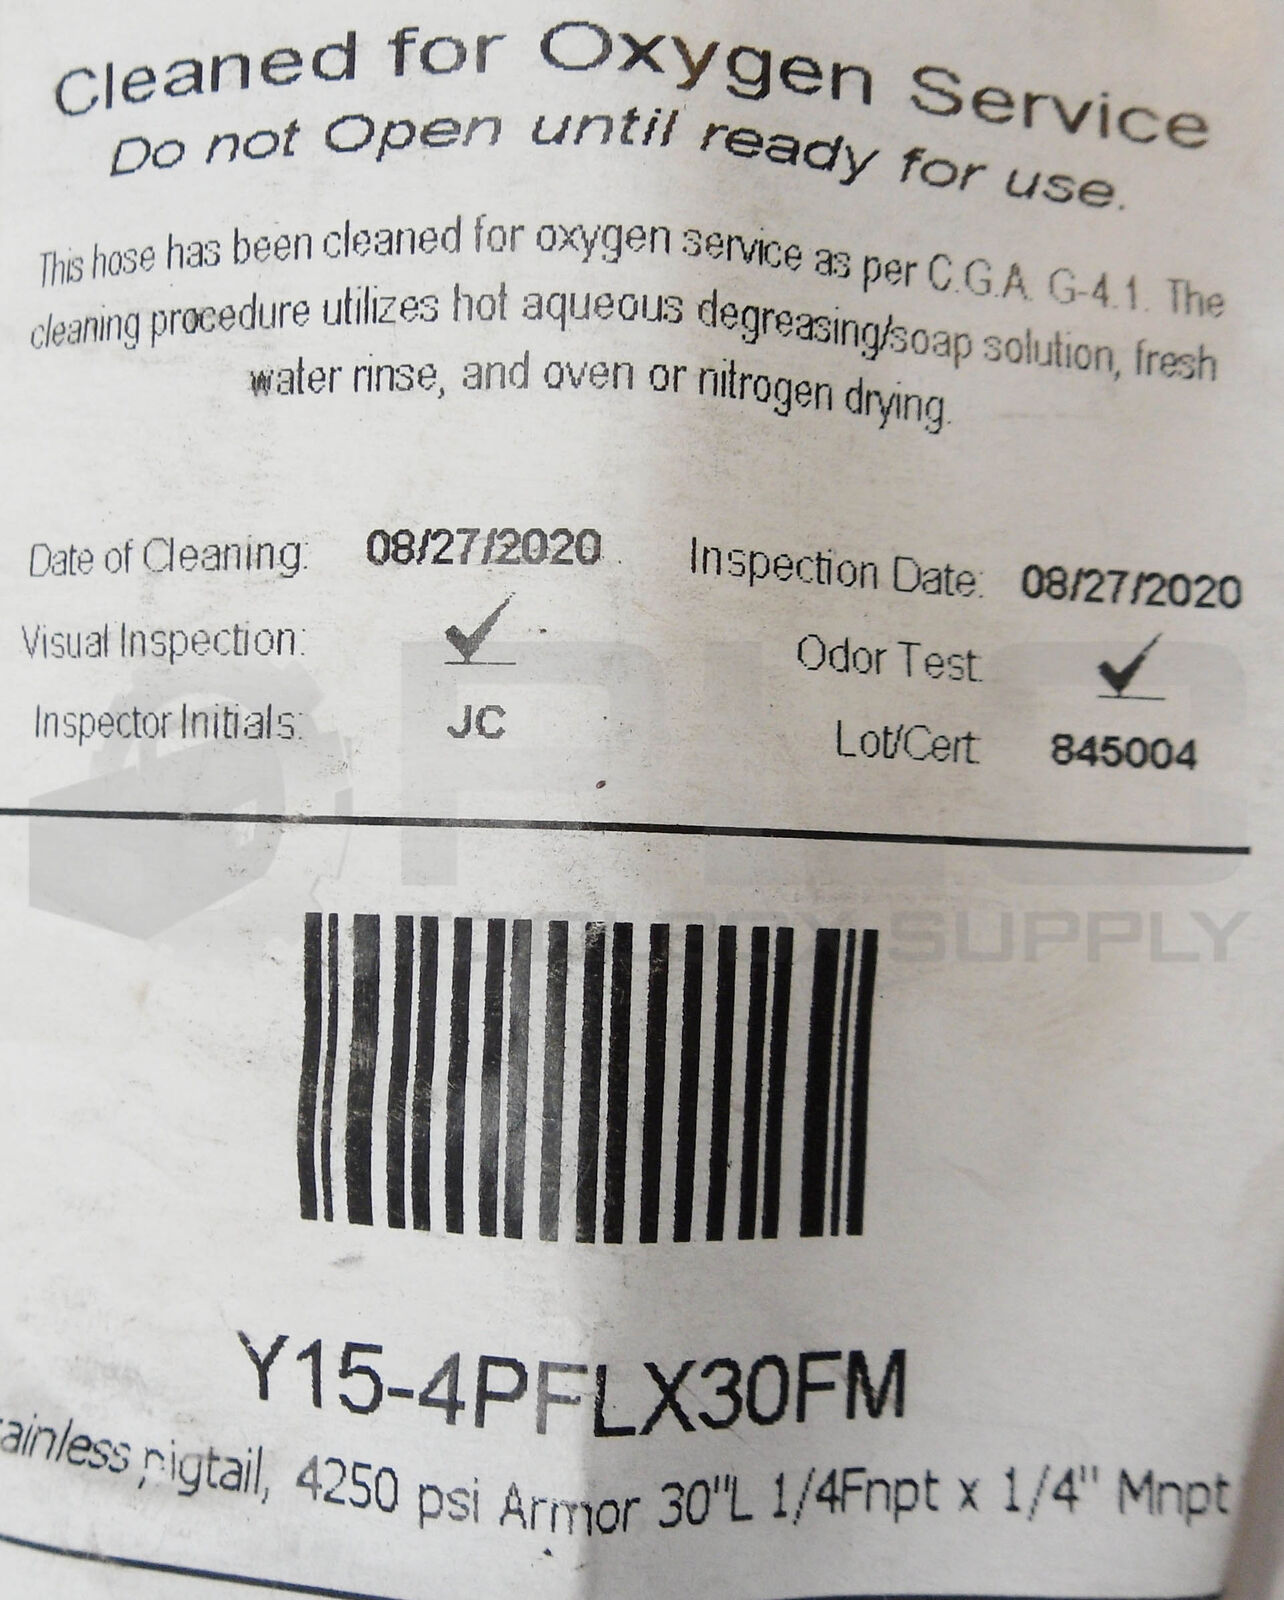 Cleaned for Oxygen Service
Do not Open until ready for use.
This hose has been cleaned for oxygen service as per C.G.A. G-4.1. The
cleaning procedure utilizes hot aqueous degreasing/soap solution, fresh
water rinse, and oven or nitrogen drying.
Date of Cleaning: 08/27/2020 Inspection Date: 08/27/2020
Visual Inspection: ✓ Odor Test: ✓
Inspector Initials: JC Lot/Cert: 845004
PIO
SUPPLY
Y15-4PFLX30FM
ainless pigtail, 4250 psi Armor 30"L 1/4Fnpt x 1/4" Mnpt